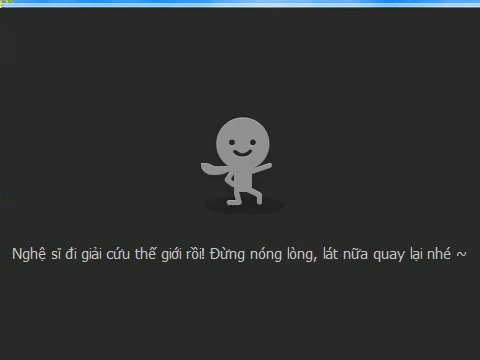 Nghệ sĩ đi giải cứu thế giới rồi! Đừng nóng lòng, lát nữa quay lại nhé ~